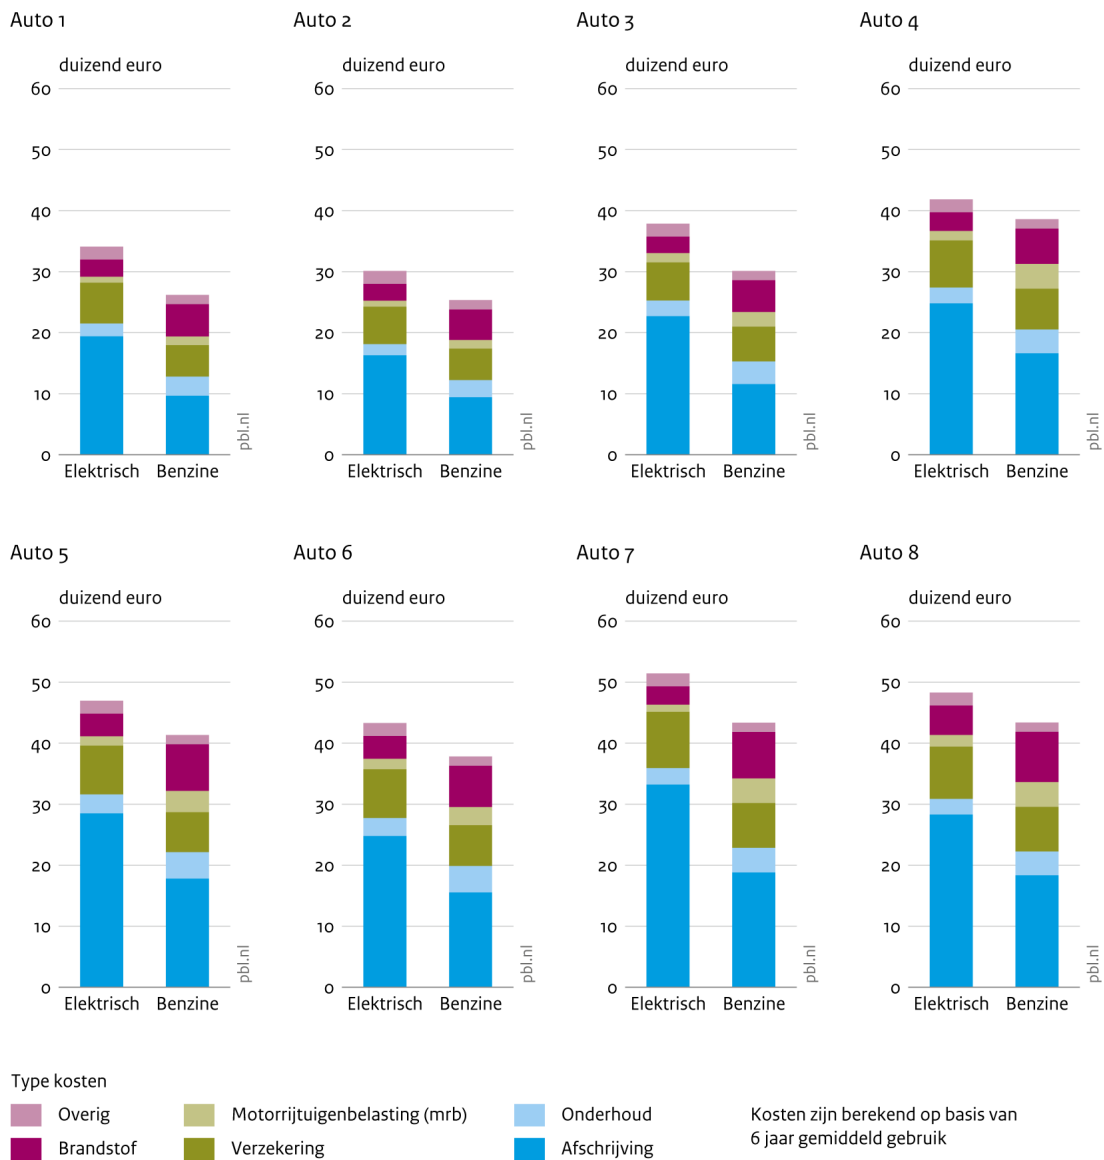 Auto 1
duizend euro
60
50
40
30
20
10
0
Elektrisch Benzine
pbl.nl
Auto 2
duizend euro
60
50
40
30
20
10
0
Elektrisch Benzine
pbl.nl
Auto 3
duizend euro
60
50
40
30
20
10
0
Elektrisch Benzine
pbl.nl
Auto 4
duizend euro
60
50
40
30
20
10
0
Elektrisch Benzine
pbl.nl
Auto 5
duizend euro
60
50
40
30
20
10
0
Elektrisch Benzine
pbl.nl
Auto 6
duizend euro
60
50
40
30
20
10
0
Elektrisch Benzine
pbl.nl
Auto 7
duizend euro
60
50
40
30
20
10
0
Elektrisch Benzine
pbl.nl
Auto 8
duizend euro
60
50
40
30
20
10
0
Elektrisch Benzine
pbl.nl
Type kosten
Overig
Brandstof
Motorrijtuigenbelasting (mrb)
Verzekering
Onderhoud
Afschrijving
Kosten zijn berekend op basis van
6 jaar gemiddeld gebruik